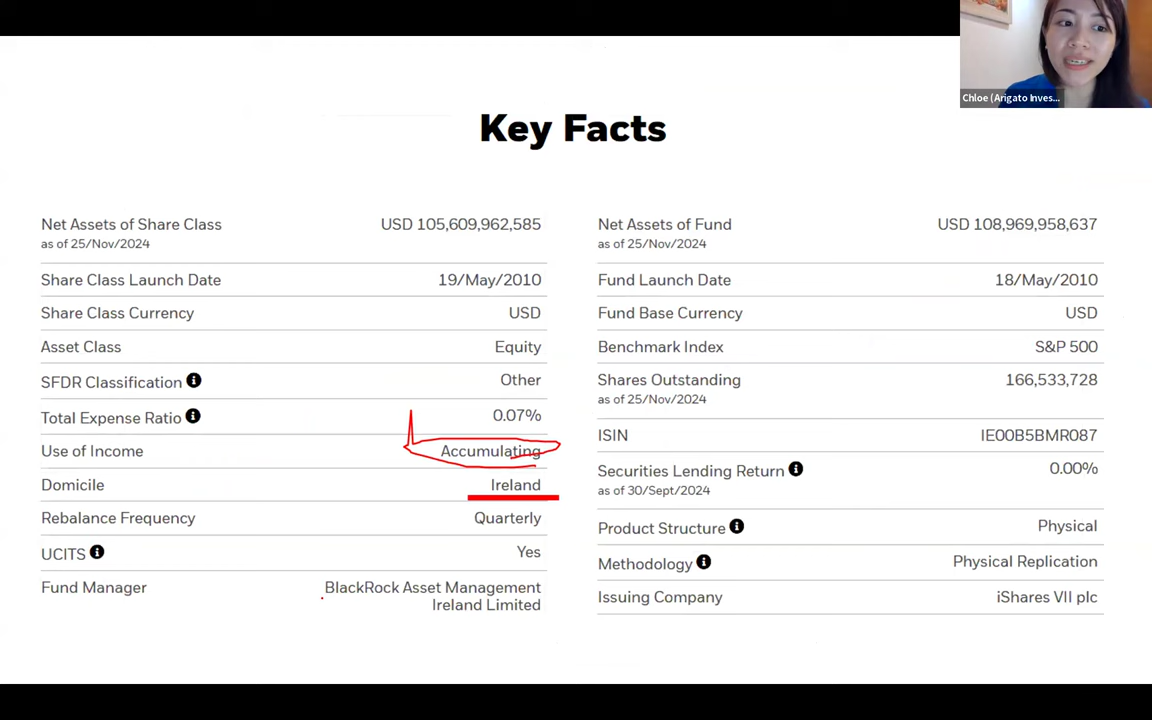 Chloe (Arigato Inves...
Key Facts
Net Assets of Share Class USD 105,609,962,585
as of 25/Nov/2024
Share Class Launch Date 19/May/2010
Share Class Currency USD
Asset Class Equity
SFDR Classification Other
Total Expense Ratio 0.07%
Use of Income Accumulating
Domicile Ireland
Rebalance Frequency Quarterly
UCITS Yes
Fund Manager BlackRock Asset Management
Ireland Limited
Net Assets of Fund USD 108,969,958,637
as of 25/Nov/2024
Fund Launch Date 18/May/2010
Fund Base Currency USD
Benchmark Index S&P 500
Shares Outstanding 166,533,728
as of 25/Nov/2024
ISIN IE00B5BMR087
Securities Lending Return 0.00%
as of 30/Sept/2024
Product Structure Physical
Methodology Physical Replication
Issuing Company iShares VII plc